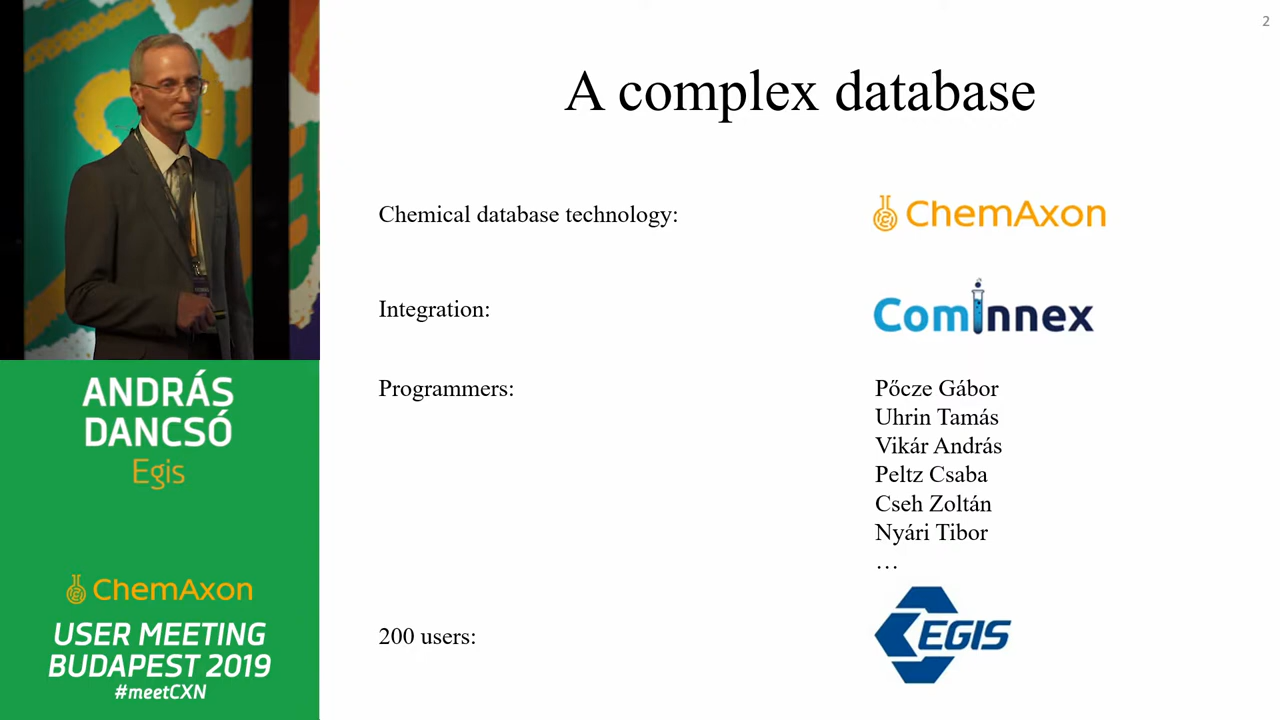 2
A complex database
Chemical database technology:
ChemAxon
Integration:
Cominnex
Programmers:
Pőcze Gábor
Uhrin Tamás
Vikár András
Peltz Csaba
Cseh Zoltán
Nyári Tibor
…
200 users:
EGIS
ANDRÁS
DANCSÓ
Egis
ChemAxon
USER MEETING
BUDAPEST 2019
#meetCXN